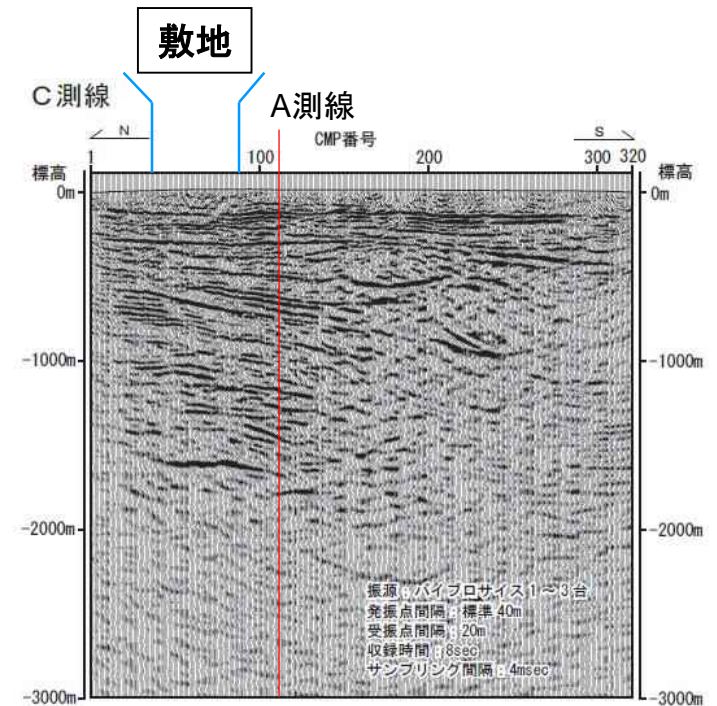 敷地
C測線
A測線
N
CMP番号
S
1
100
200
300
320
標高
標高
0m
0m
-1000m
-1000m
-2000m
-2000m
-3000m
-3000m
振源：バイブロサイス1～3台
発振点間隔：標準40m
受振点間隔：20m
収録時間：8sec
サンプリング間隔：4msec